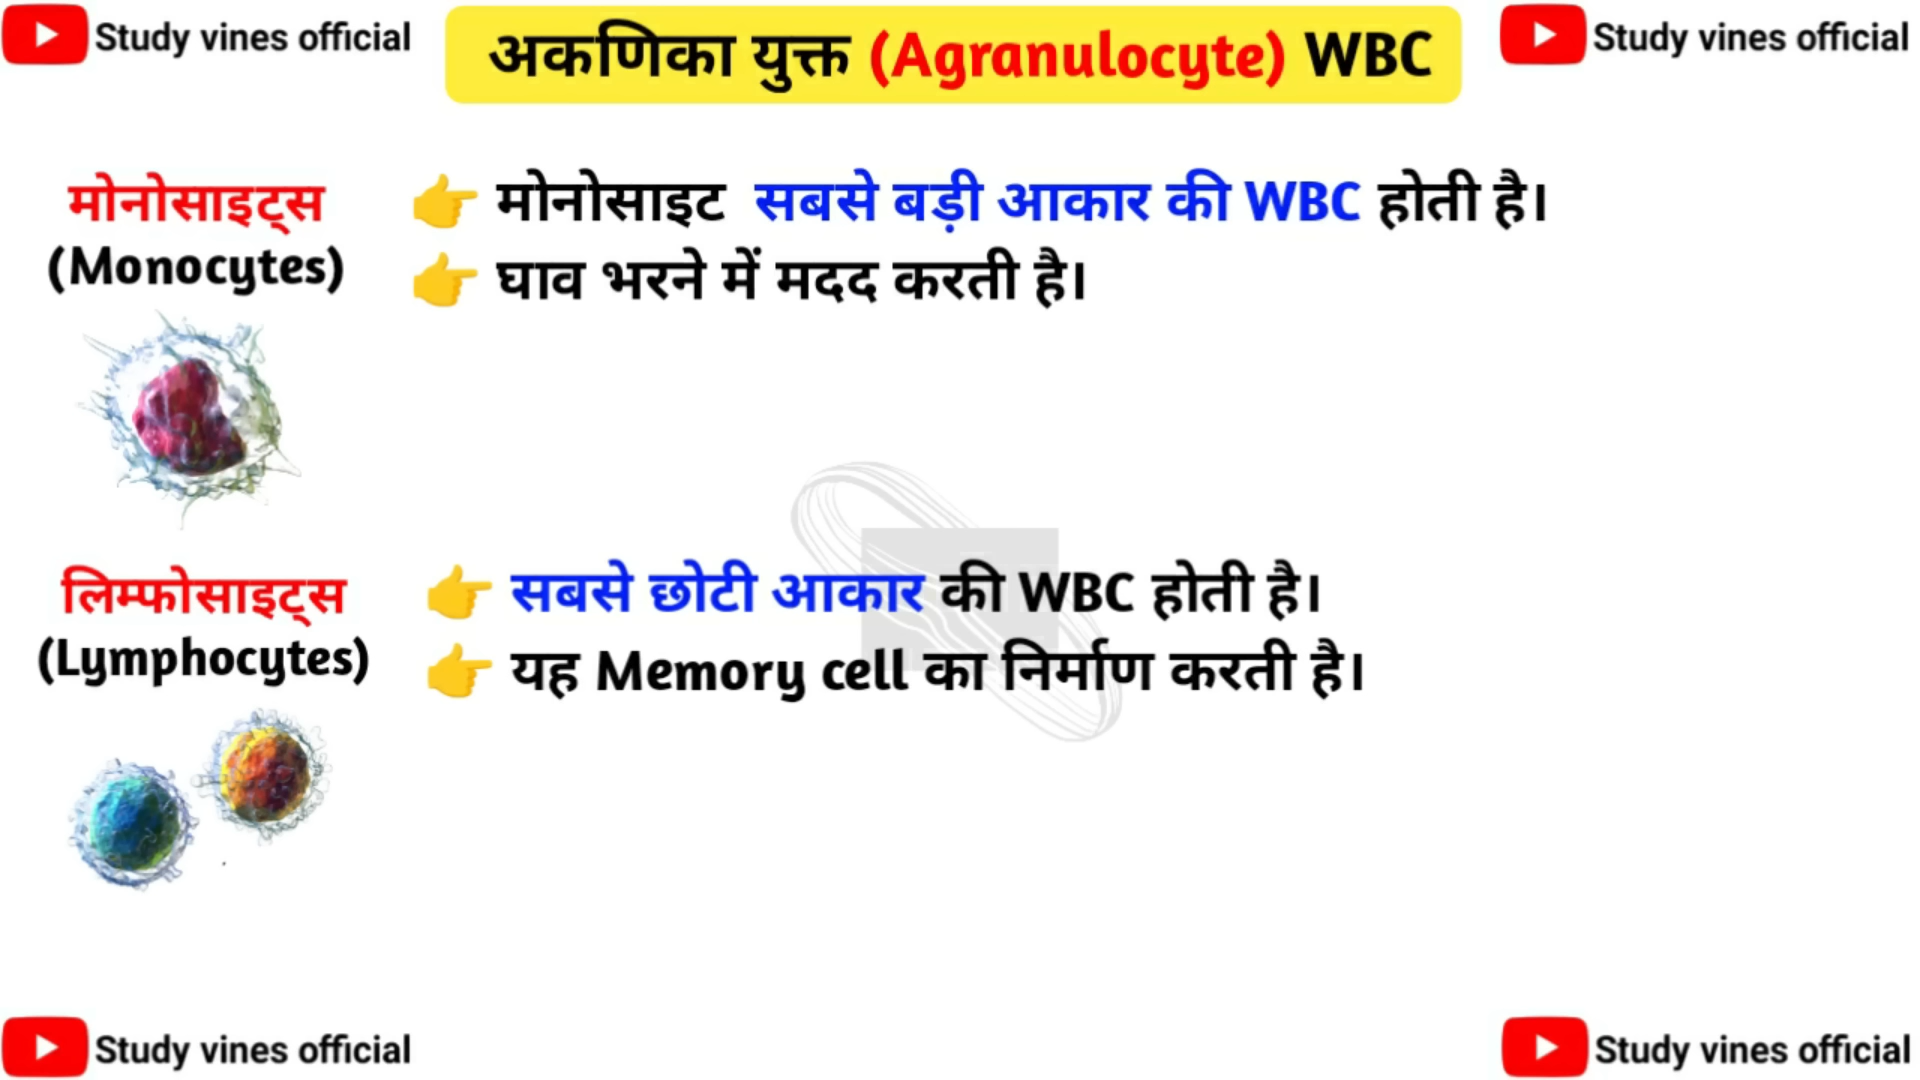 Study vines official
अकणिका युक्त (Agranulocyte) WBC
Study vines official
मोनोसाइट्स
(Monocytes)
👉 मोनोसाइट सबसे बड़ी आकार की WBC होती है।
👉 घाव भरने में मदद करती है।
लिम्फोसाइट्स
(Lymphocytes)
👉 सबसे छोटी आकार की WBC होती है।
👉 यह Memory cell का निर्माण करती है।
Study vines official
Study vines official